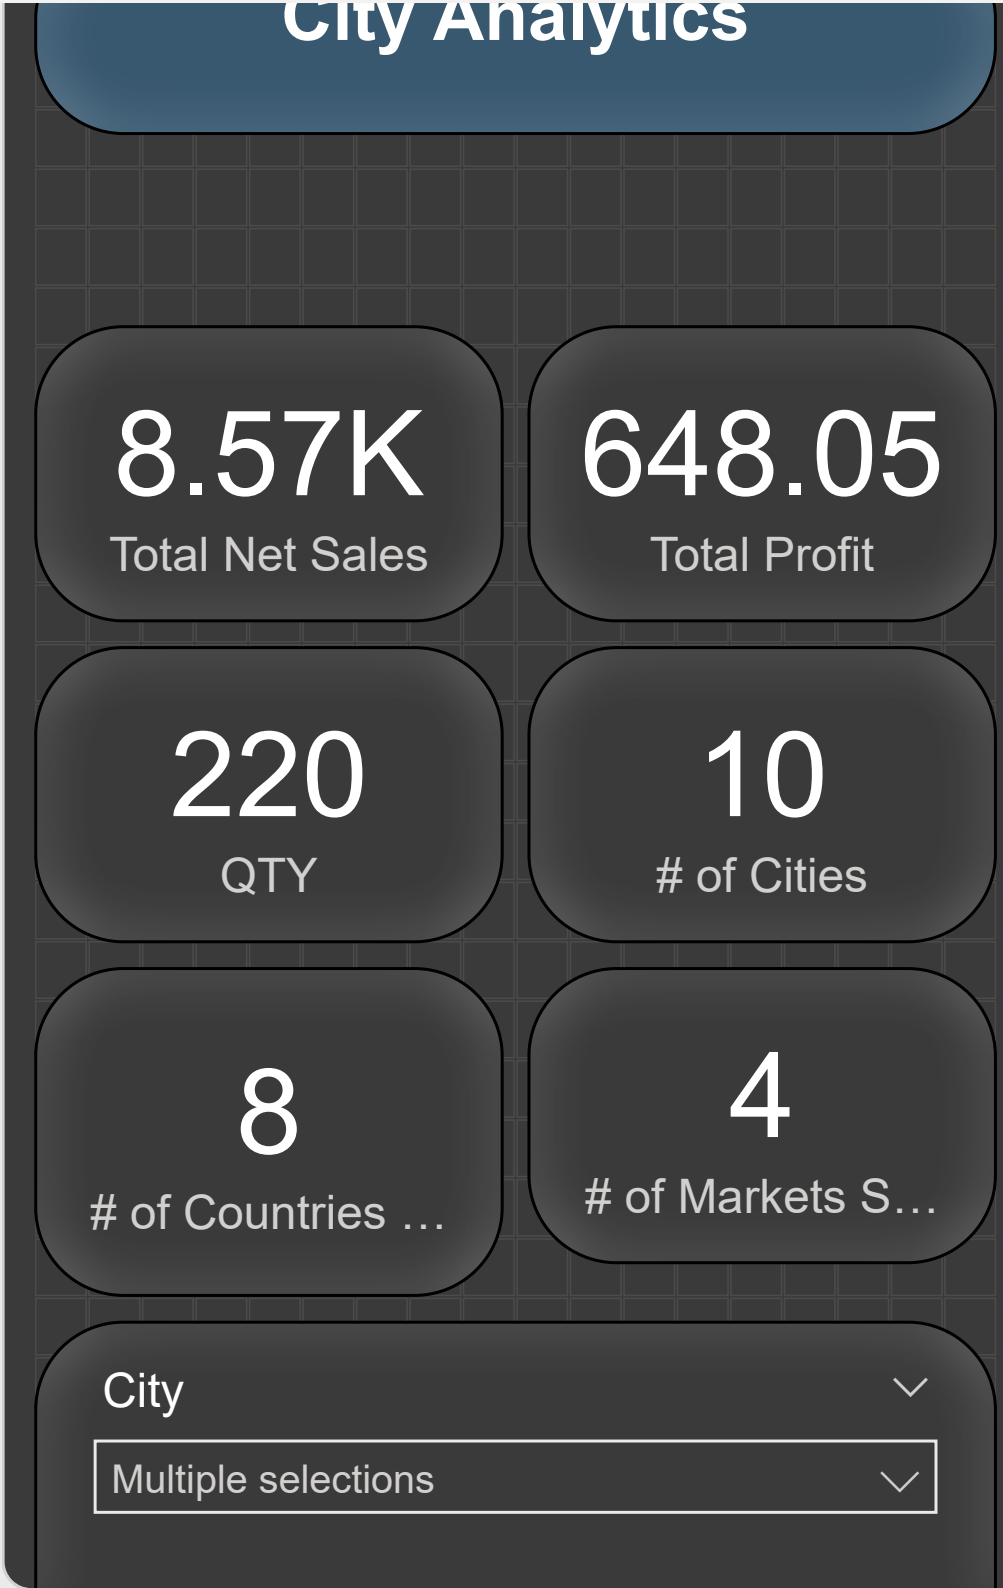 City Analytics
8.57K
Total Net Sales
648.05
Total Profit
220
QTY
10
# of Cities
8
# of Countries ...
4
# of Markets S...
City
Multiple selections